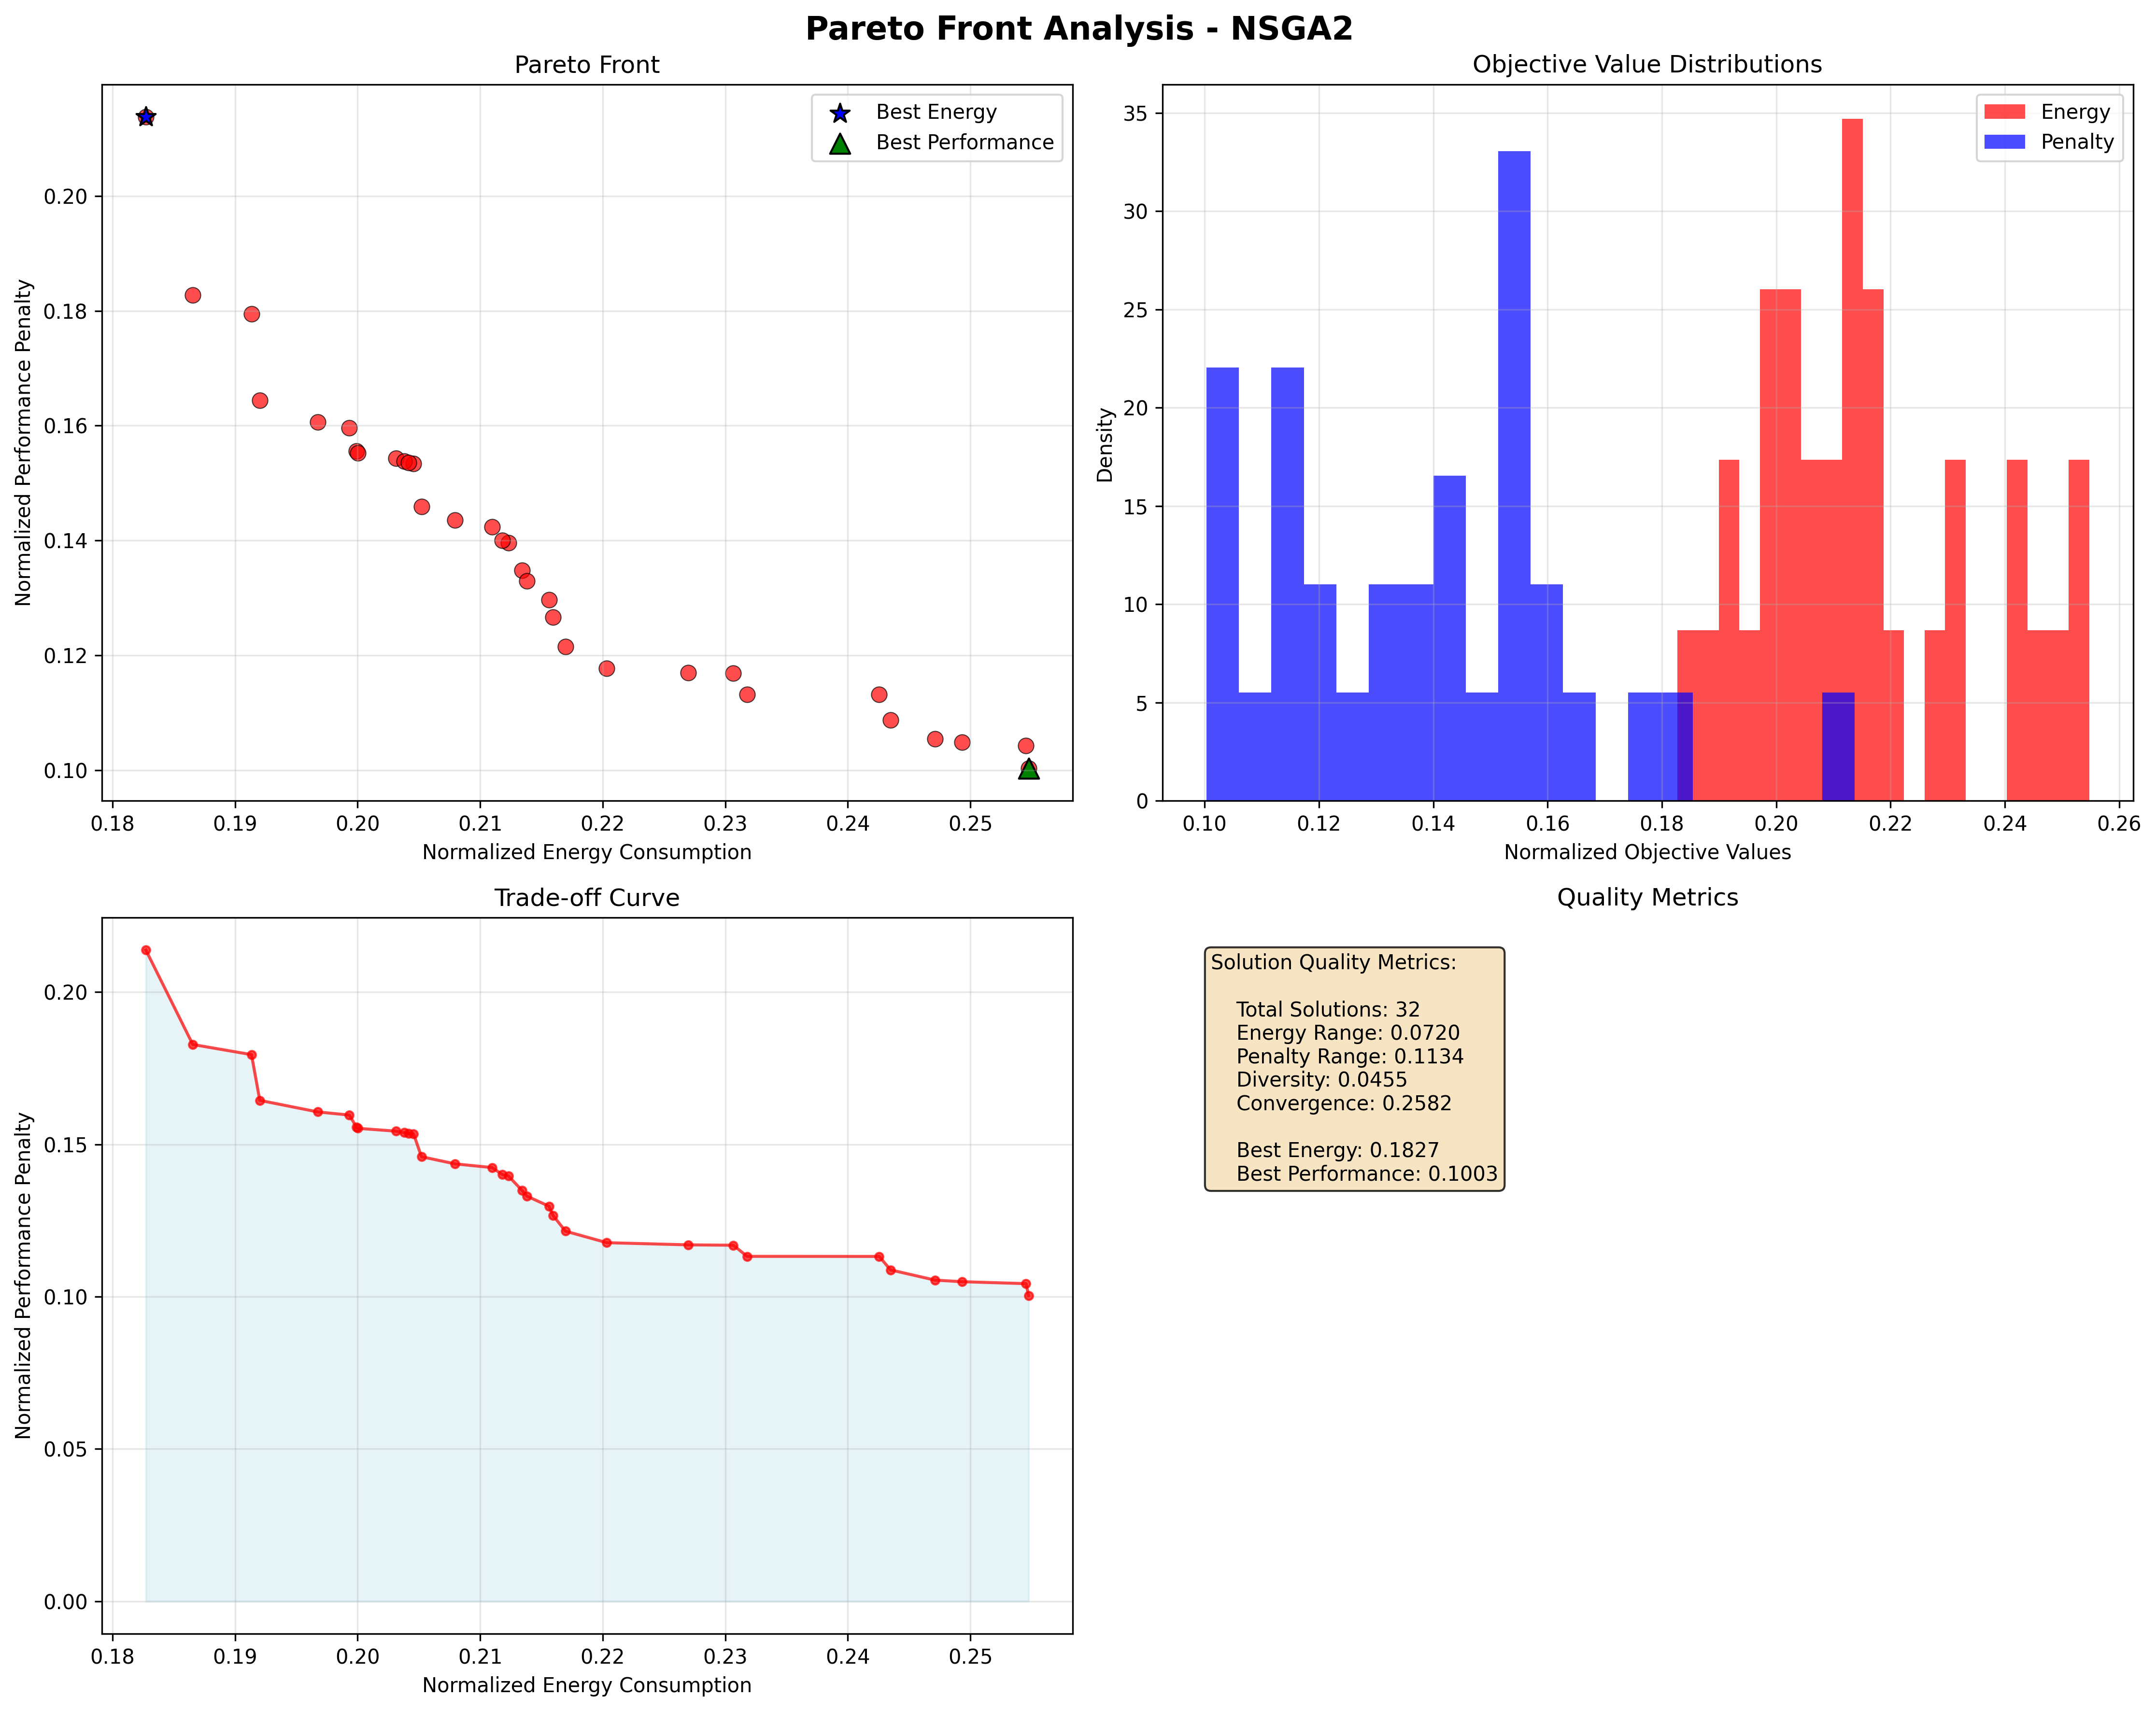 Pareto Front Analysis - NSGA2
Pareto Front
Best Energy
Best Performance
Normalized Performance Penalty
0.20
0.18
0.16
0.14
0.12
0.10
0.18 0.19 0.20 0.21 0.22 0.23 0.24 0.25
Normalized Energy Consumption
Objective Value Distributions
Energy
Penalty
Density
35
30
25
20
15
10
5
0
0.10 0.12 0.14 0.16 0.18 0.20 0.22 0.24 0.26
Normalized Objective Values
Trade-off Curve
Normalized Performance Penalty
0.20
0.15
0.10
0.05
0.00
0.18 0.19 0.20 0.21 0.22 0.23 0.24 0.25
Normalized Energy Consumption
Quality Metrics
Solution Quality Metrics:
Total Solutions: 32
Energy Range: 0.0720
Penalty Range: 0.1134
Diversity: 0.0455
Convergence: 0.2582
Best Energy: 0.1827
Best Performance: 0.1003